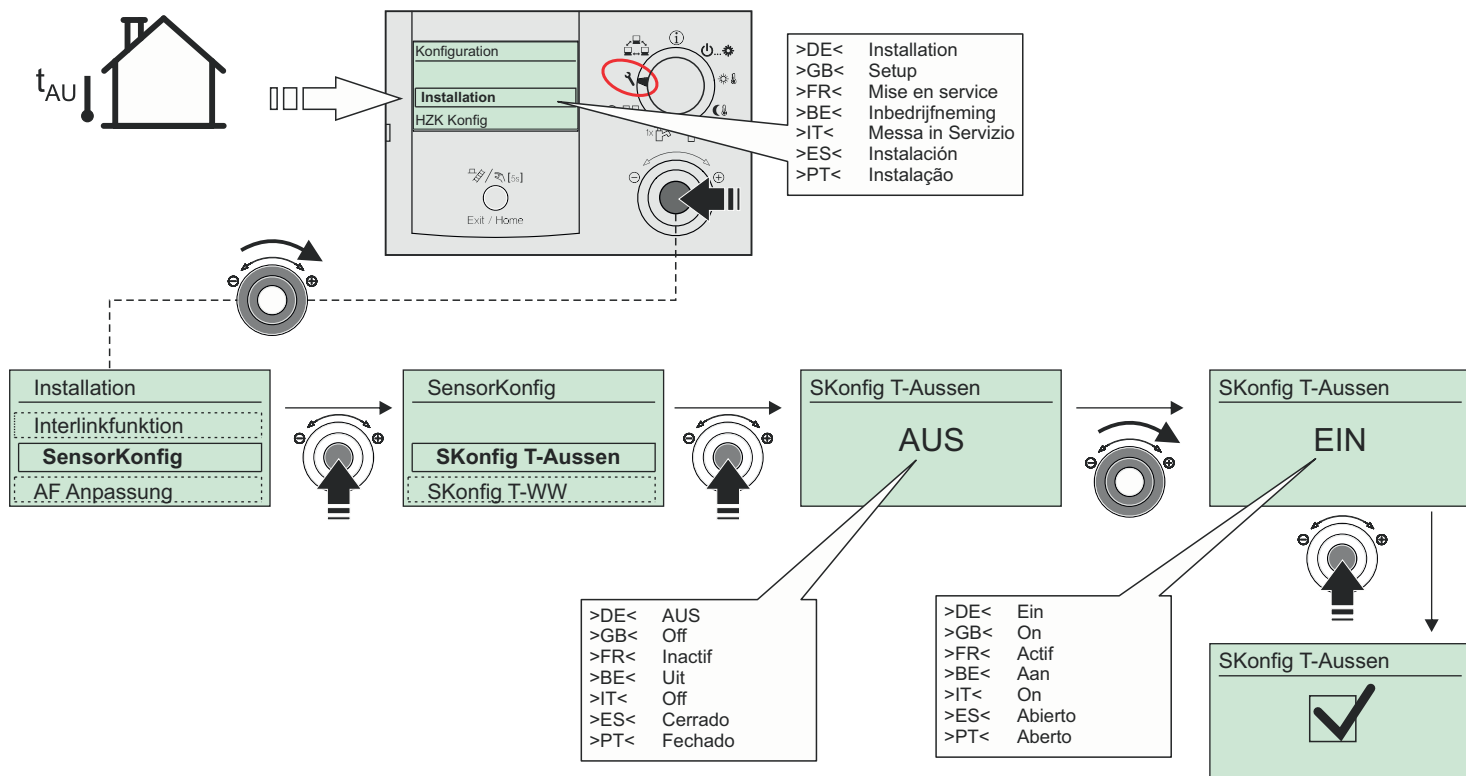 tAU
Konfiguration
Installation
HZK Konfig
[5s]
Exit / Home
1x
>DE< Installation
>GB< Setup
>FR< Mise en service
>BE< Inbedrijfneming
>IT< Messa in Servizio
>ES< Instalación
>PT< Instalação
Installation
Interlinkfunktion
SensorKonfig
AF Anpassung
SensorKonfig
SKonfig T-Aussen
SKonfig T-WW
SKonfig T-Aussen
AUS
SKonfig T-Aussen
EIN
>DE< AUS
>GB< Off
>FR< Inactif
>BE< Uit
>IT< Off
>ES< Cerrado
>PT< Fechado
>DE< Ein
>GB< On
>FR< Actif
>BE< Aan
>IT< On
>ES< Abierto
>PT< Aberto
SKonfig T-Aussen